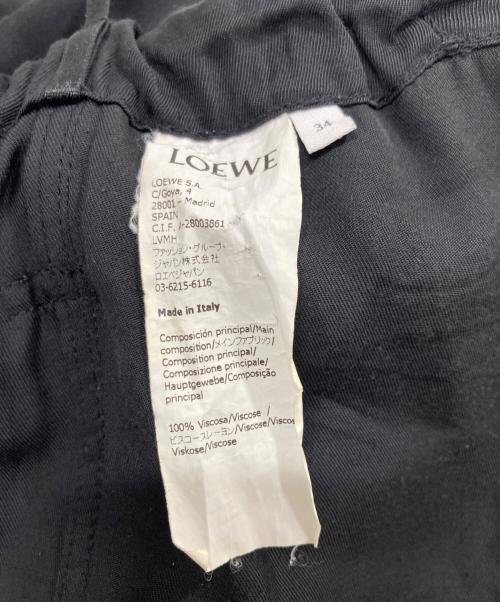 34
LOEWE
LOEWE S.A.
C/Goya, 4
28001 - Madrid
SPAIN
C.I.F. -28003861
LVMH
ファッション・グループ・
ジャパン株式会社
ロエベジャパン
03-6215-6116
Made in Italy
Composición principal/Main
composition/メインファブリック/
Composition principal/
Composizione principale/
Hauptgewebe/Composição
principal
100% Viscosa/Viscose /
ビスコースレーヨン/Viscose/Viscos
Viskose/Viscose